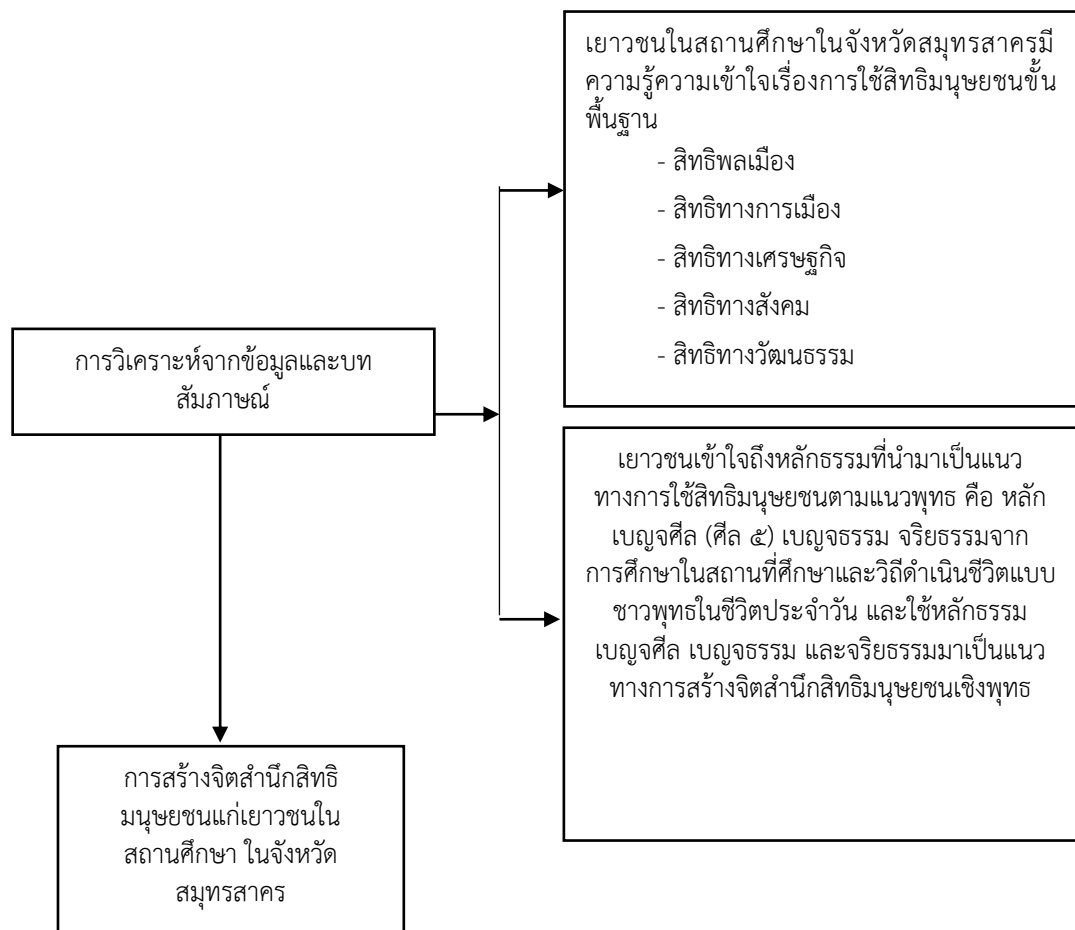 เยาวชนในสถานศึกษาในจังหวัดสมุทรสาครมี
ความรู้ความเข้าใจเรื่องการใช้สิทธิมนุษยชนขั้น
พื้นฐาน
- สิทธิพลเมือง
- สิทธิทางการเมือง
- สิทธิทางเศรษฐกิจ
- สิทธิทางสังคม
- สิทธิทางวัฒนธรรม
การวิเคราะห์จากข้อมูลและบท
สัมภาษณ์
เยาวชนเข้าใจถึงหลักธรรมที่นำมาเป็นแนว
ทางการใช้สิทธิมนุษยชนตามแนวพุทธ คือ หลัก
เบญจศีล (ศีล ๕) เบญจธรรม จริยธรรมจาก
การศึกษาในสถานที่ศึกษาและวิถีดำเนินชีวิตแบบ
ชาวพุทธในชีวิตประจำวัน และใช้หลักธรรม
เบญจศีล เบญจธรรม และจริยธรรมมาเป็นแนว
ทางการสร้างจิตสำนึกสิทธิมนุษยชนเชิงพุทธ
การสร้างจิตสำนึกสิทธิ
มนุษยชนแก่เยาวชนใน
สถานศึกษา ในจังหวัด
สมุทรสาคร